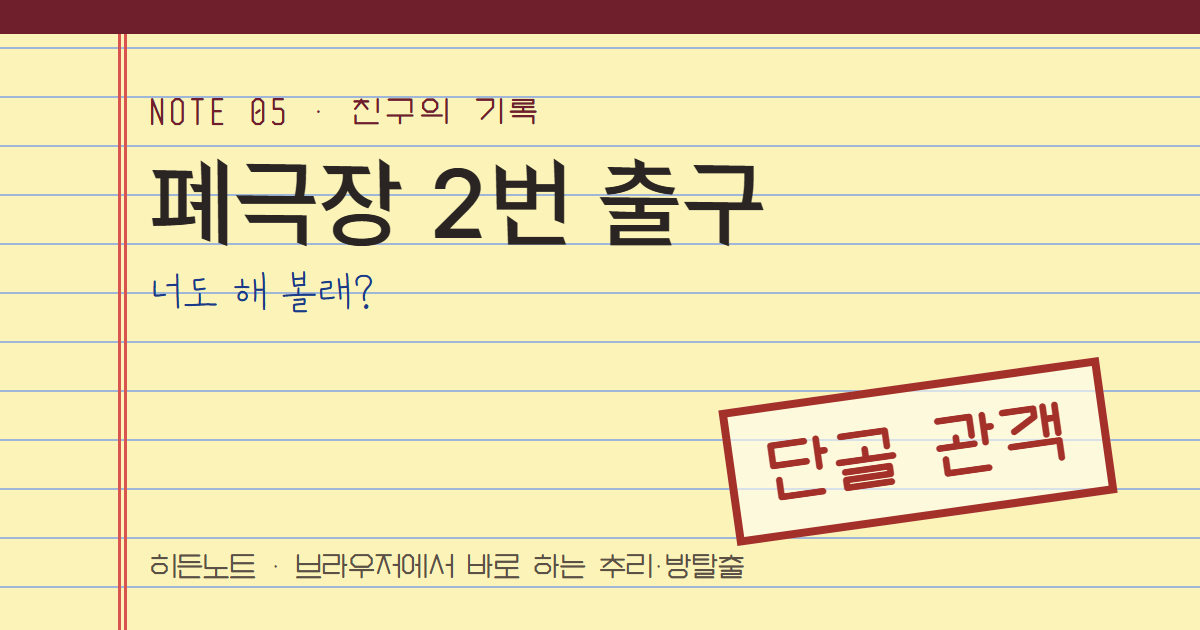 NOTE 05 · 친구의 기록
폐극장 2번 출구
너도 해 볼래?
단골 관객
히든노트 · 브라우저에서 바로 하는 추리·방탈출